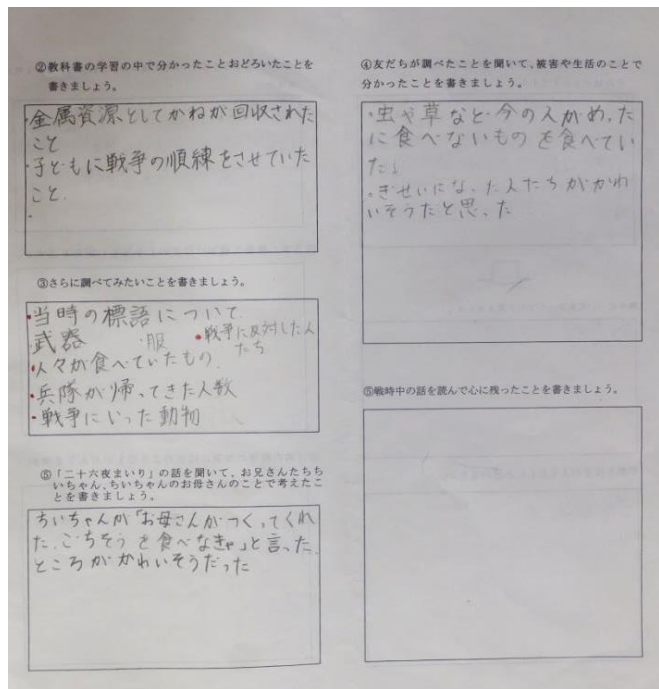 ②教科書の学習の中で分かったことおどろいたことを
書きましょう。
・金属資源としてかねが回収された
こと
・子どもに戦争の順練をさせていた
こと.
・
③さらに調べてみたいことを書きましょう。
・当時の標語について
・武器 ・服 ・戦争に反対した人
たち
・人々が食べていたもの
・兵隊が帰ってきた人数
・戦争にいった動物
⑤「二十六夜まいり」の話を聞いて、お兄さんたちち
いちゃん、ちいちゃんのお母さんのことで考えたこ
とを書きましょう。
ちいちゃんが「お母さんがつくってくれ
た.ごちそうを食べなきゃ」と言った
ところがかわいそうだった
④友だちが調べたことを聞いて、被害や生活のことで
分かったことを書きましょう。
・虫や草など今の人がめった
に食べないものを食べてい
た。
・ぎせいになった人たちがかわ
いそうだと思った
⑤戦時中の話を読んで心に残ったことを書きましょう。